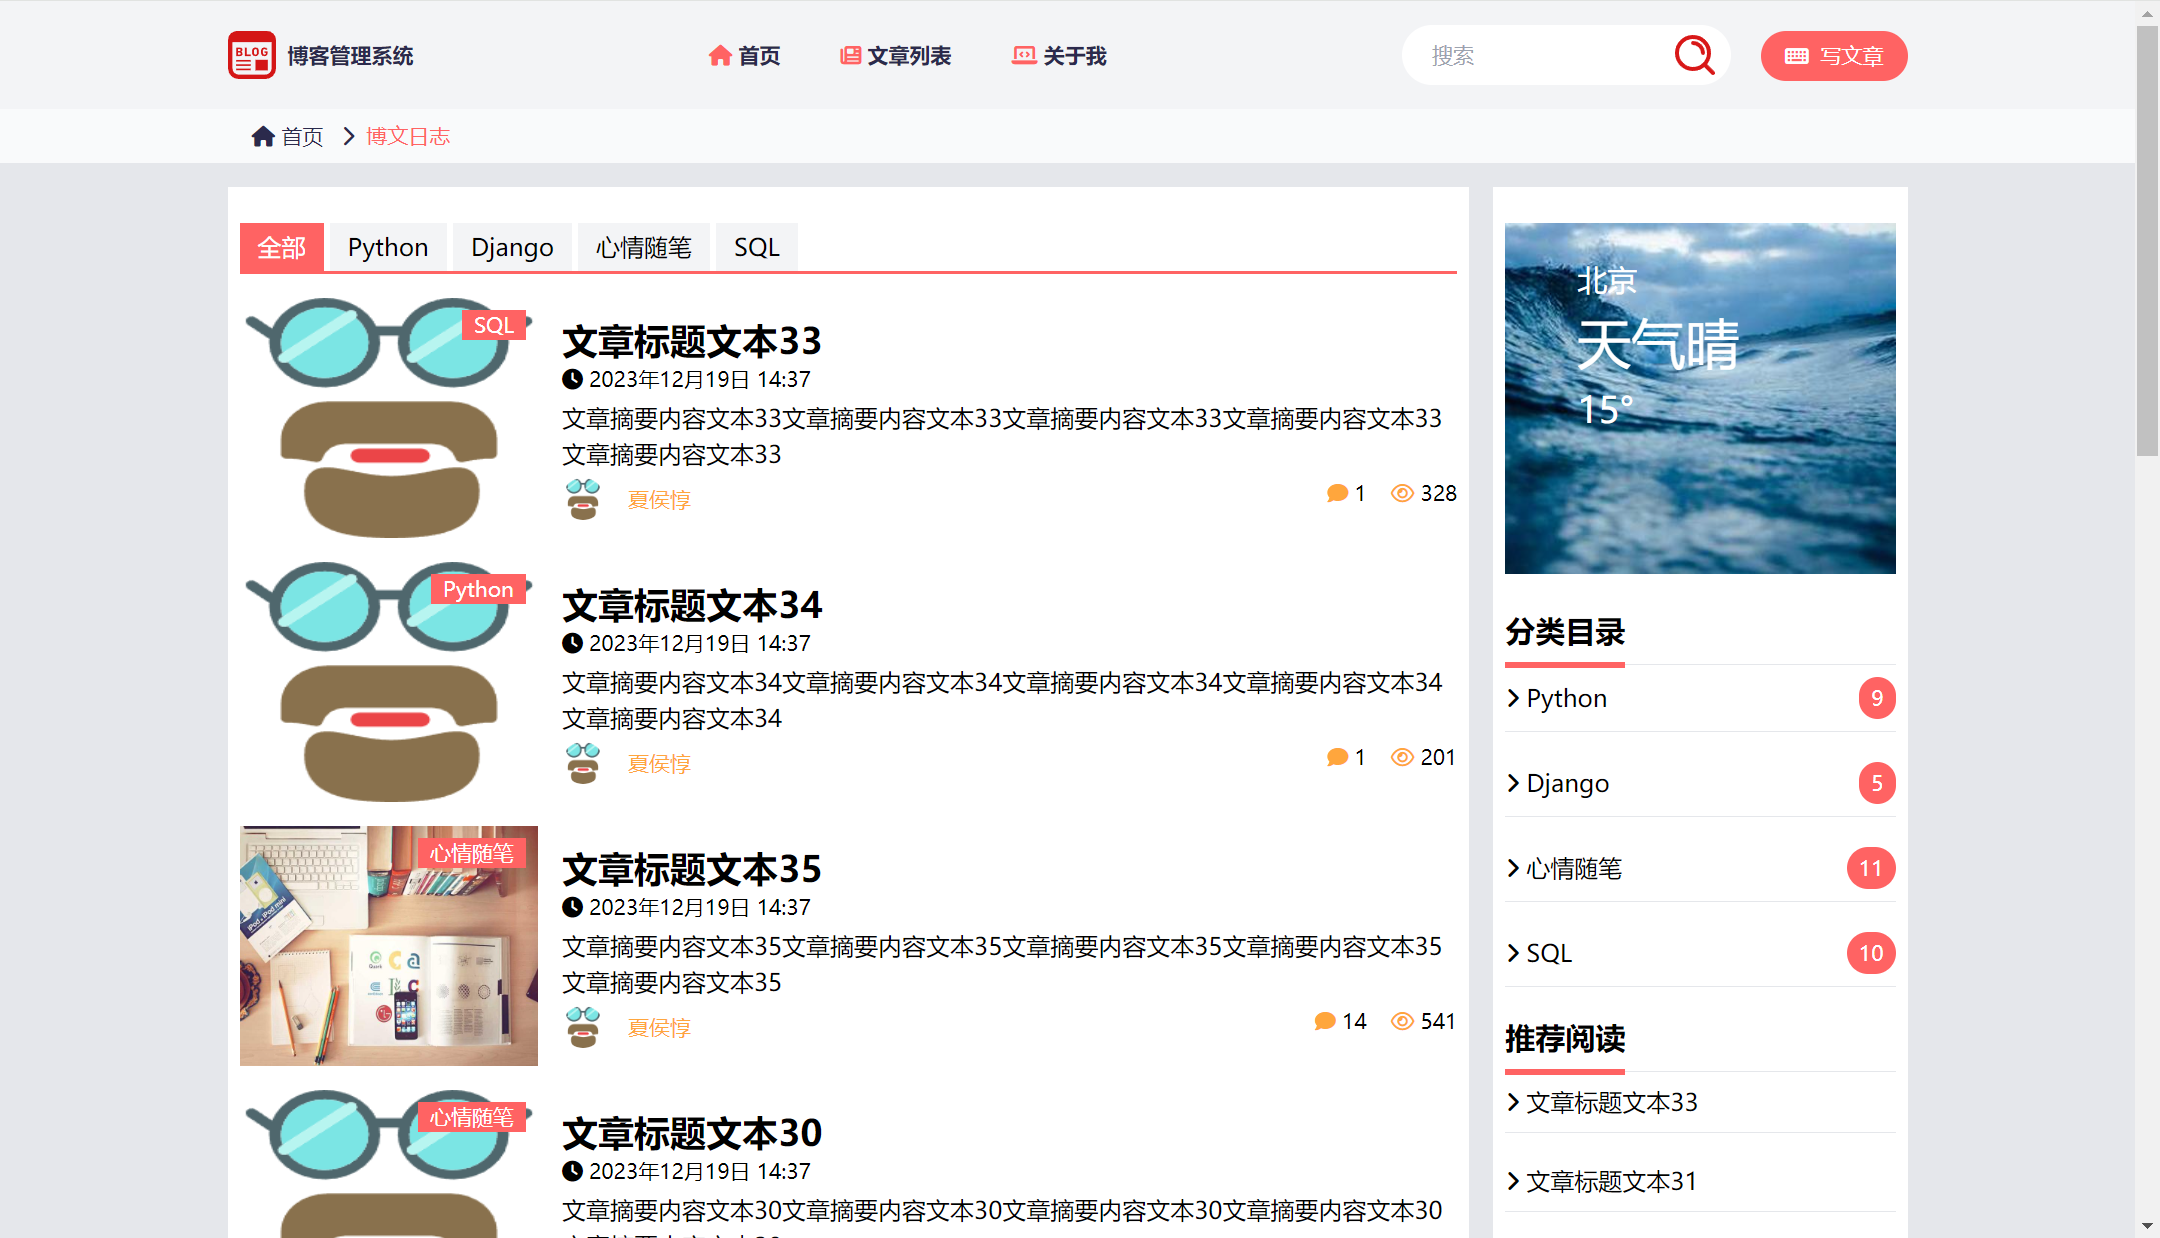 BLOG
博客管理系统
首页
文章列表
关于我
搜索
写文章
首页
博文日志
全部
Python
Django
心情随笔
SQL
SQL
文章标题文本33
2023年12月19日 14:37
文章摘要内容文本33文章摘要内容文本33文章摘要内容文本33文章摘要内容文本33
文章摘要内容文本33
夏侯惇
1
328
Python
文章标题文本34
2023年12月19日 14:37
文章摘要内容文本34文章摘要内容文本34文章摘要内容文本34文章摘要内容文本34
文章摘要内容文本34
夏侯惇
1
201
心情随笔
文章标题文本35
2023年12月19日 14:37
文章摘要内容文本35文章摘要内容文本35文章摘要内容文本35文章摘要内容文本35
文章摘要内容文本35
夏侯惇
14
541
心情随笔
文章标题文本30
2023年12月19日 14:37
文章摘要内容文本30文章摘要内容文本30文章摘要内容文本30文章摘要内容文本30
北京
天气晴
15°
分类目录
Python
9
Django
5
心情随笔
11
SQL
10
推荐阅读
文章标题文本33
文章标题文本31